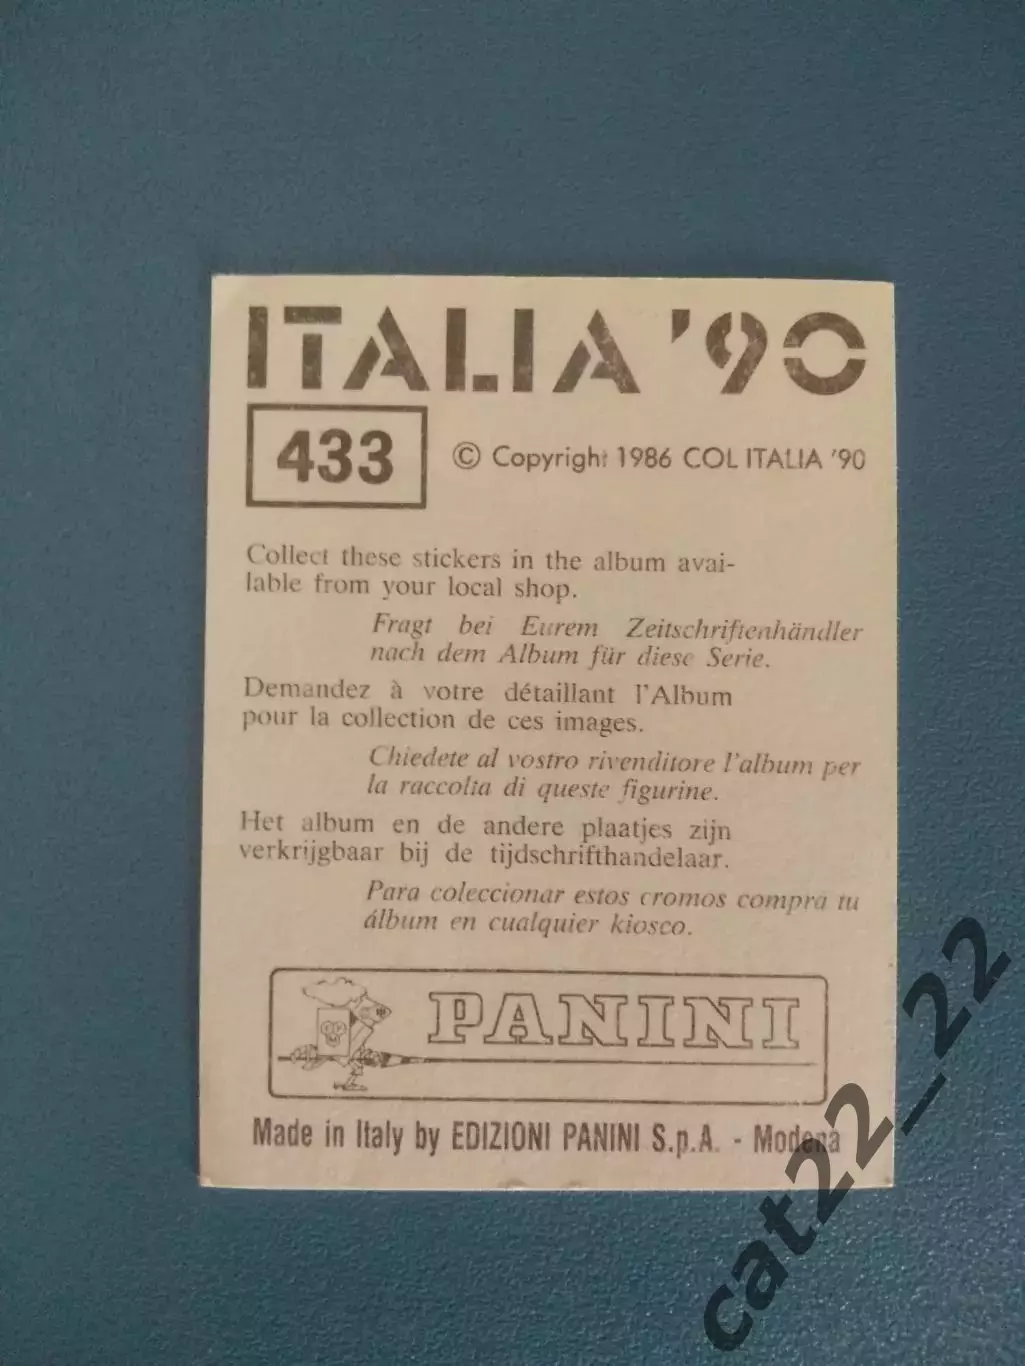 ITALIA '90
433
© Copyright 1986 COL ITALIA '90
Collect these stickers in the album avai-
lable from your local shop.
Fragt bei Eurem Zeitschriftenhändler
nach dem Album für diese Serie.
Demandez à votre détaillant l'Album
pour la collection de ces images.
Chiedete al vostro rivenditore l'album per
la raccolta di queste figurine.
Het album en de andere plaatjes zijn
verkrijgbaar bij de tijdschrifthandelaar.
Para coleccionar estos cromos compra tu
álbum en cualquier kiosco.
PANINI
Made in Italy by EDIZIONI PANINI S.p.A. - Modena
cat22_22